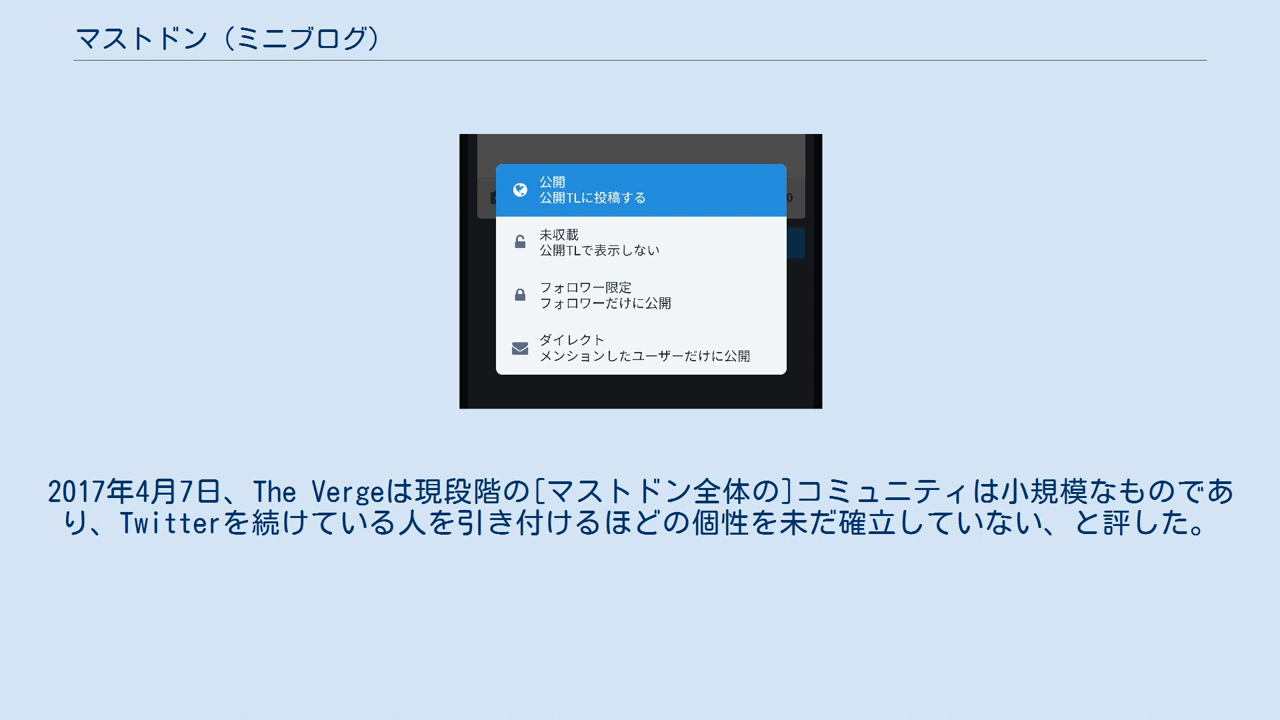 マストドン（ミニブログ）
公開
公開TLに投稿する
0
未収載
公開TLで表示しない
フォロワー限定
フォロワーだけに公開
ダイレクト
メンションしたユーザーだけに公開
2017年4月7日、The Vergeは現段階の[マストドン全体の]コミュニティは小規模なものであ
り、Twitterを続けている人を引き付けるほどの個性を未だ確立していない、と評した。